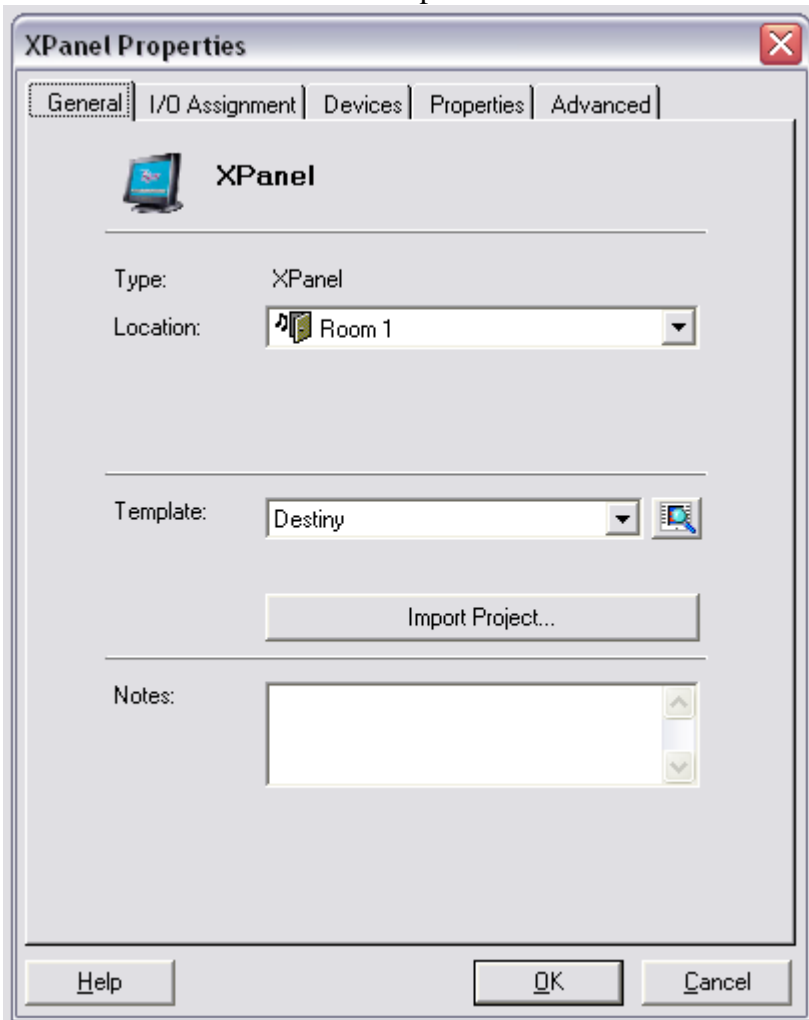 XPanel Properties
General I/O Assignment Devices Properties Advanced
XPanel
Type: XPanel
Location: Room 1
Template: Destiny
Import Project...
Notes:
Help OK Cancel